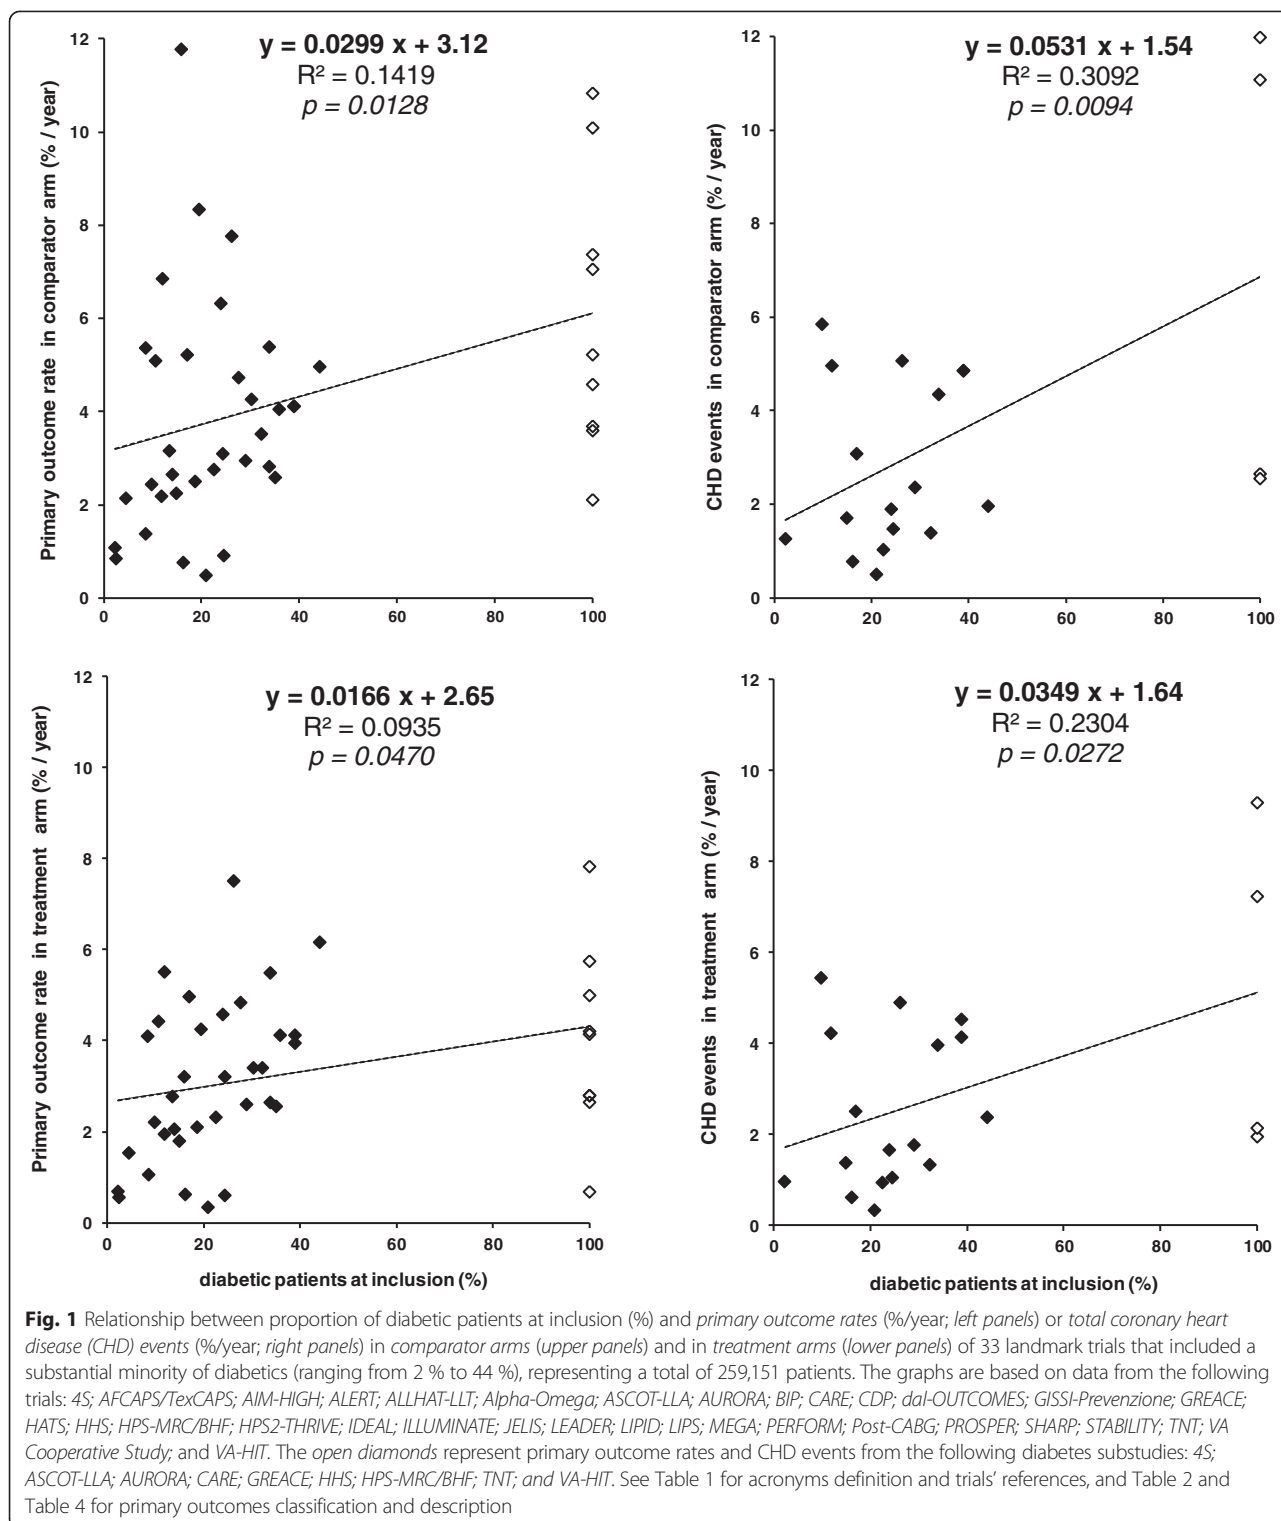 y = 0.0299 x + 3.12
R² = 0.1419
p = 0.0128
Primary outcome rate in comparator arm (% / year)
12
10
8
6
4
2
0
0 20 40 60 80 100
y = 0.0531 x + 1.54
R² = 0.3092
p = 0.0094
CHD events in comparator arm (% / year)
12
10
8
6
4
2
0
0 20 40 60 80 100
y = 0.0166 x + 2.65
R² = 0.0935
p = 0.0470
Primary outcome rate in treatment arm (% / year)
12
10
8
6
4
2
0
0 20 40 60 80 100
diabetic patients at inclusion (%)
y = 0.0349 x + 1.64
R² = 0.2304
p = 0.0272
CHD events in treatment arm (% / year)
12
10
8
6
4
2
0
0 20 40 60 80 100
diabetic patients at inclusion (%)
Fig. 1 Relationship between proportion of diabetic patients at inclusion (%) and primary outcome rates (%/year; left panels) or total coronary heart
disease (CHD) events (%/year; right panels) in comparator arms (upper panels) and in treatment arms (lower panels) of 33 landmark trials that included a
substantial minority of diabetics (ranging from 2 % to 44 %), representing a total of 259,151 patients. The graphs are based on data from the following
trials: 4S; AFCAPS/TexCAPS; AIM-HIGH; ALERT; ALLHAT-LLT; Alpha-Omega; ASCOT-LLA; AURORA; BIP; CARE; CDP; dal-OUTCOMES; GISSI-Prevenzione; GREACE;
HATS; HHS; HPS-MRC/BHF; HPS2-THRIVE; IDEAL; ILLUMINATE; JELIS; LEADER; LIPID; LIPS; MEGA; PERFORM; Post-CABG; PROSPER; SHARP; STABILITY; TNT; VA
Cooperative Study; and VA-HIT. The open diamonds represent primary outcome rates and CHD events from the following diabetes substudies: 4S;
ASCOT-LLA; AURORA; CARE; GREACE; HHS; HPS-MRC/BHF; TNT; and VA-HIT. See Table 1 for acronyms definition and trials' references, and Table 2 and
Table 4 for primary outcomes classification and description